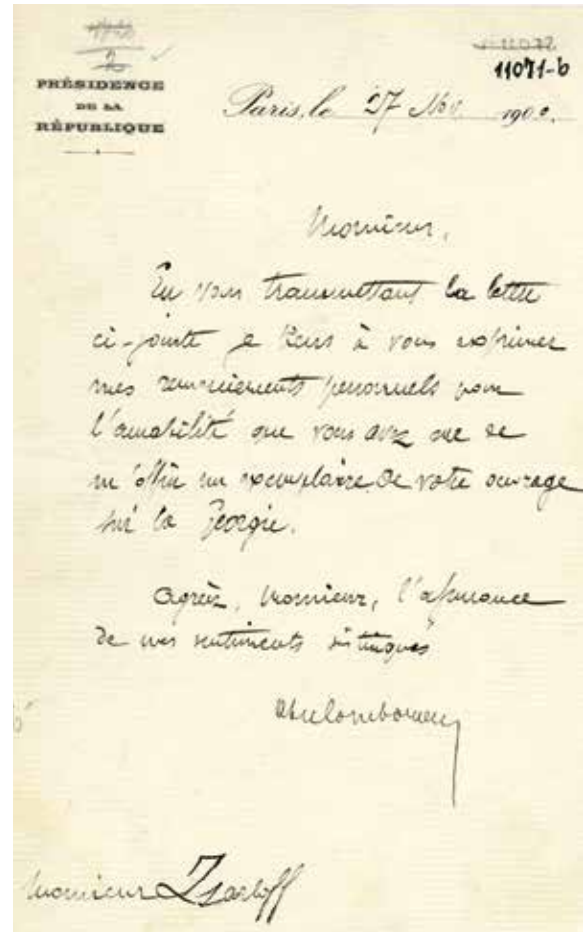 11071-b
PRÉSIDENCE
DE LA
RÉPUBLIQUE
Paris, le 27 Nov. 1900.
Monsieur,
En vous transmettant la lettre
ci-jointe je tiens à vous exprimer
mes remerciements personnels pour
l'amabilité que vous avez eue de
m'offrir un exemplaire de votre ouvrage
sur la Georgie.
Agréez, Monsieur, l'assurance
de mes sentiments distingués
Monsieur